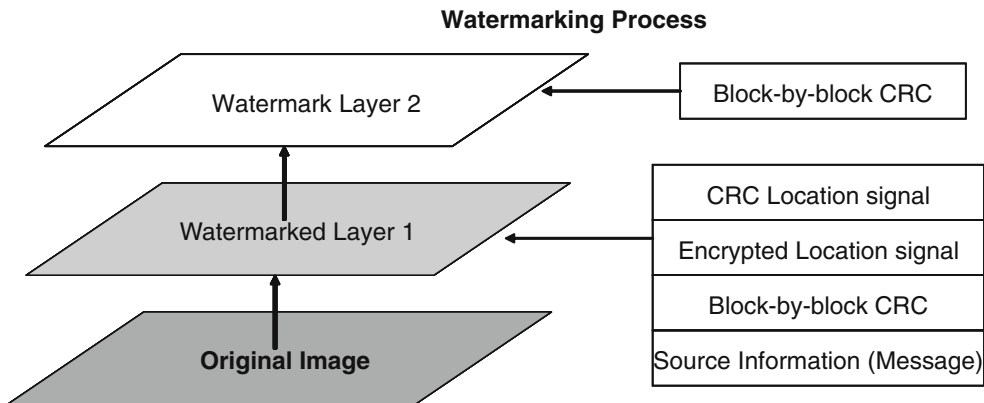 Watermarking Process
Watermark Layer 2
Block-by-block CRC
Watermarked Layer 1
CRC Location signal
Encrypted Location signal
Block-by-block CRC
Source Information (Message)
Original Image